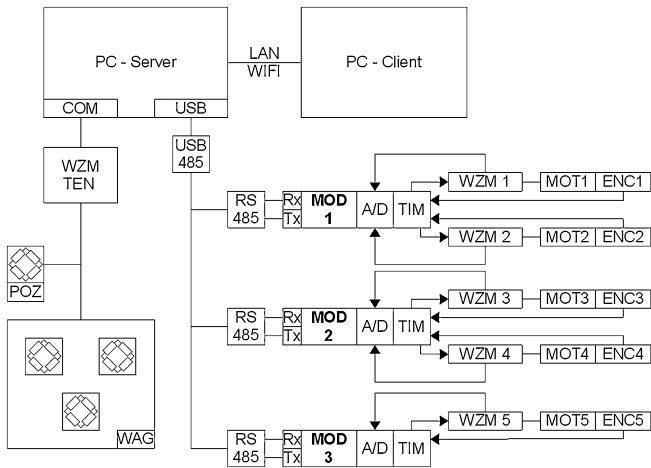 PC - Server
LAN
WIFI
PC - Client
COM
USB
USB
485
WZM
TEN
POZ
WAG
RS
485
Rx
Tx
MOD
1
A/D
TIM
WZM 1
MOT1
ENC1
WZM 2
MOT2
ENC2
RS
485
Rx
Tx
MOD
2
A/D
TIM
WZM 3
MOT3
ENC3
WZM 4
MOT4
ENC4
RS
485
Rx
Tx
MOD
3
A/D
TIM
WZM 5
MOT5
ENC5